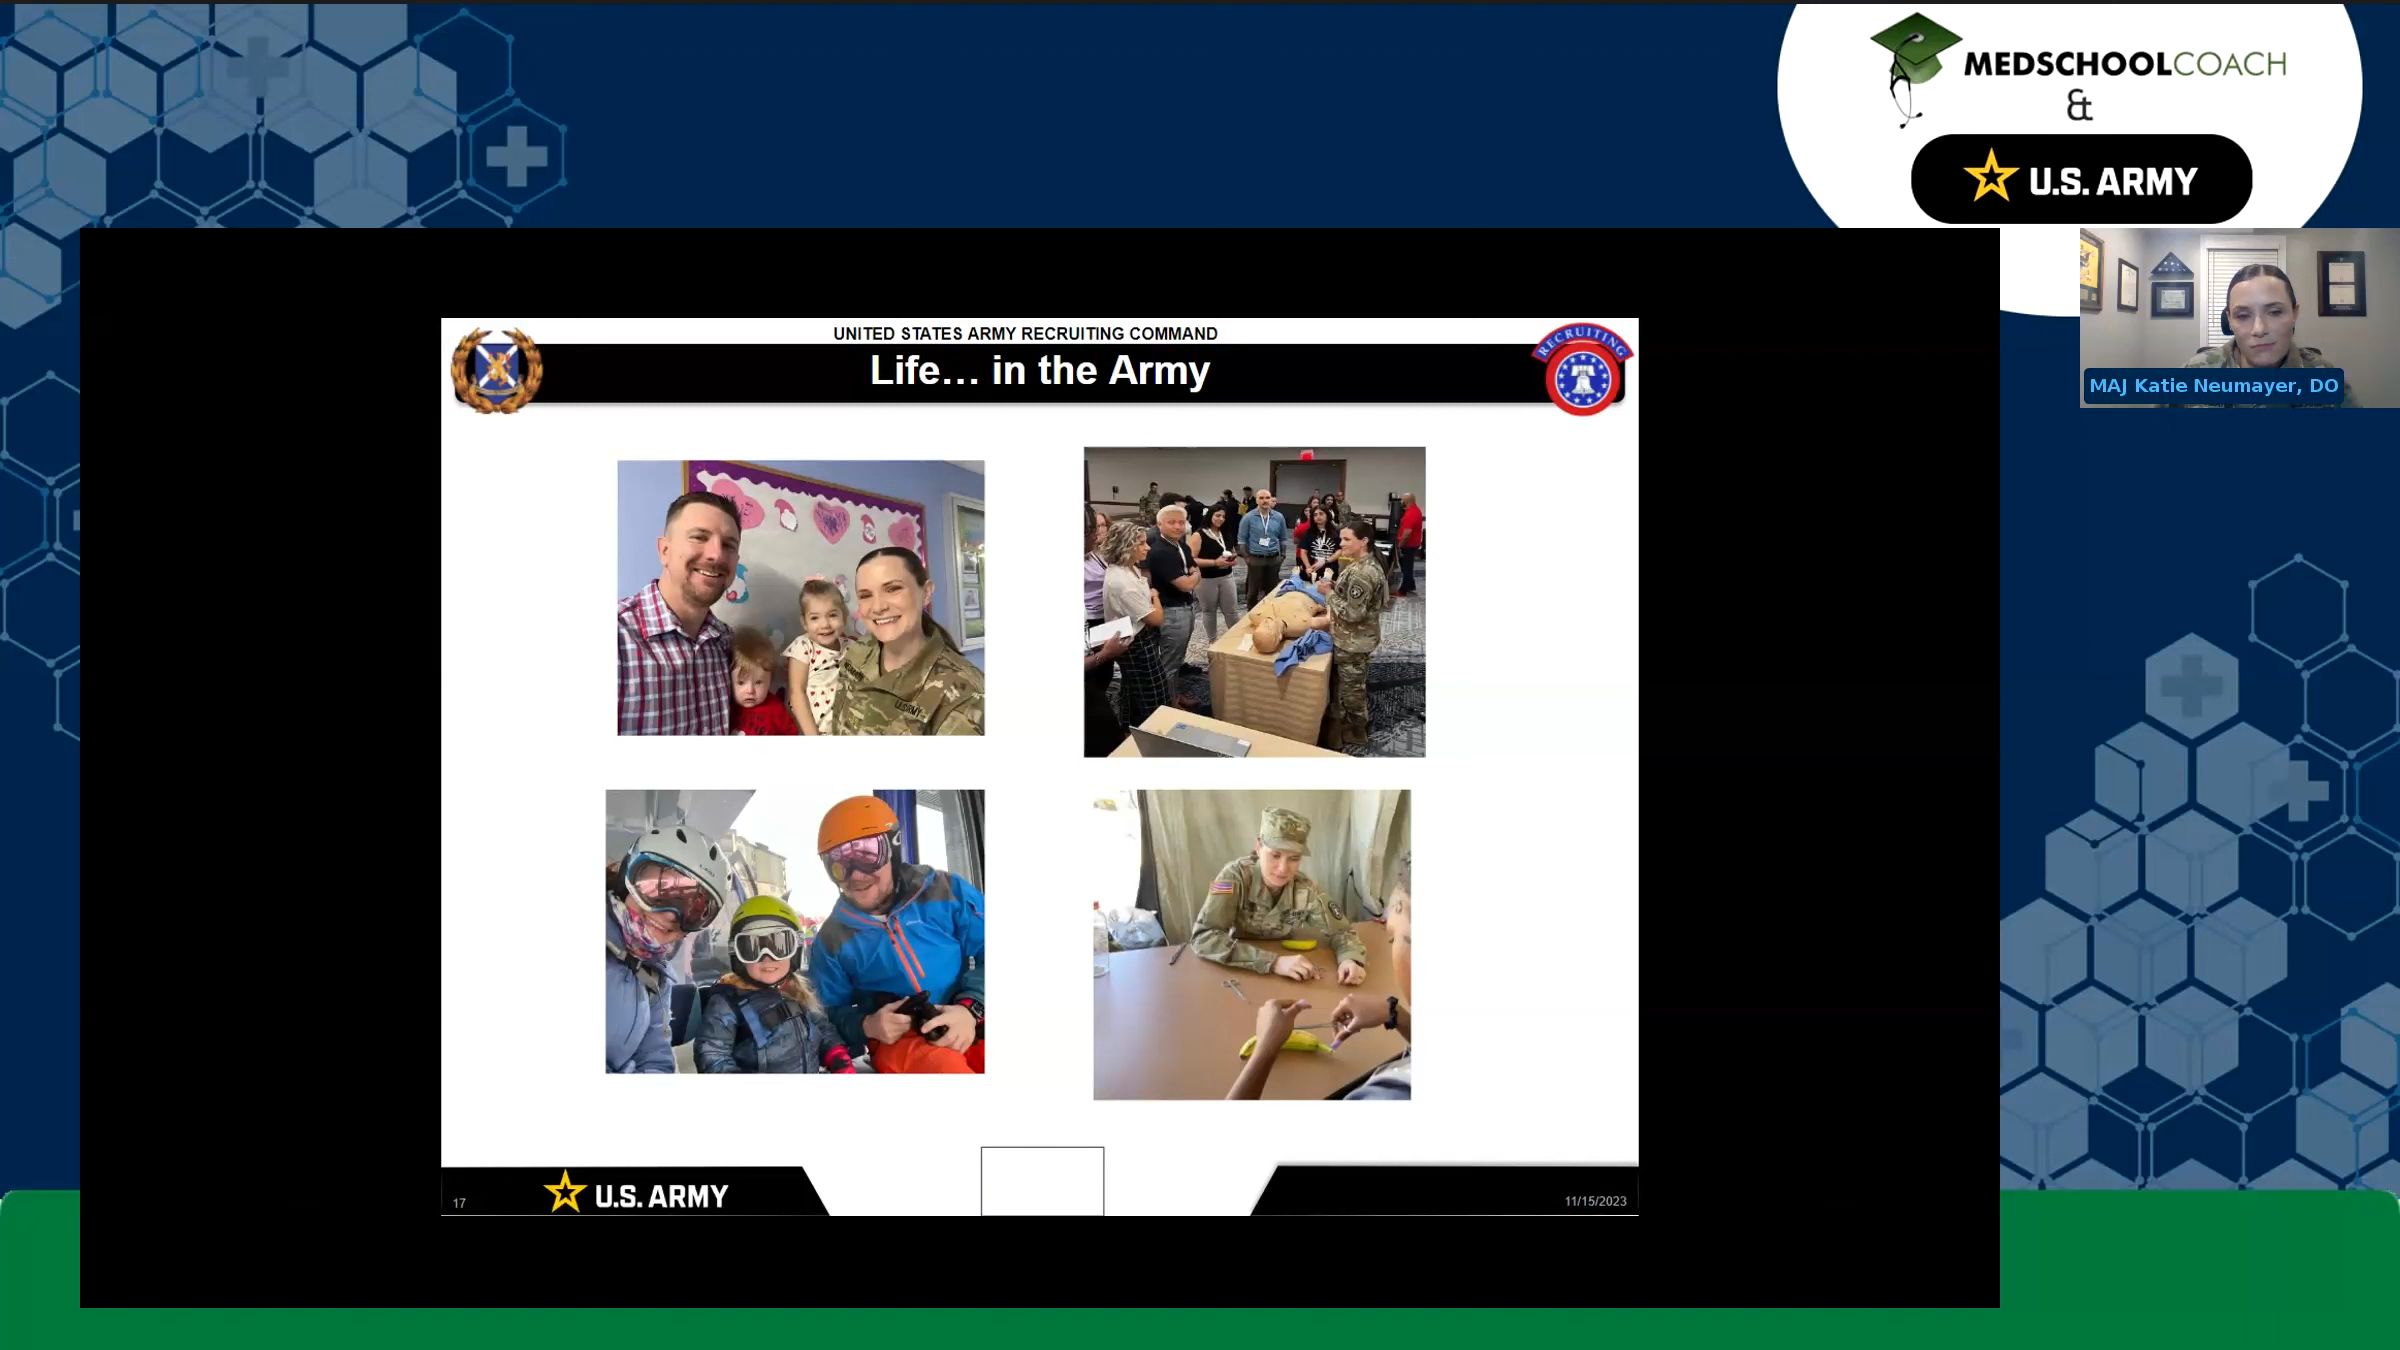 MEDSCHOOLCOACH
&
U.S. ARMY
MAJ Katie Neumayer, DO
UNITED STATES ARMY RECRUITING COMMAND
Life... in the Army
RECRUITING
U.S. ARMY
17
U.S. ARMY
11/15/2023